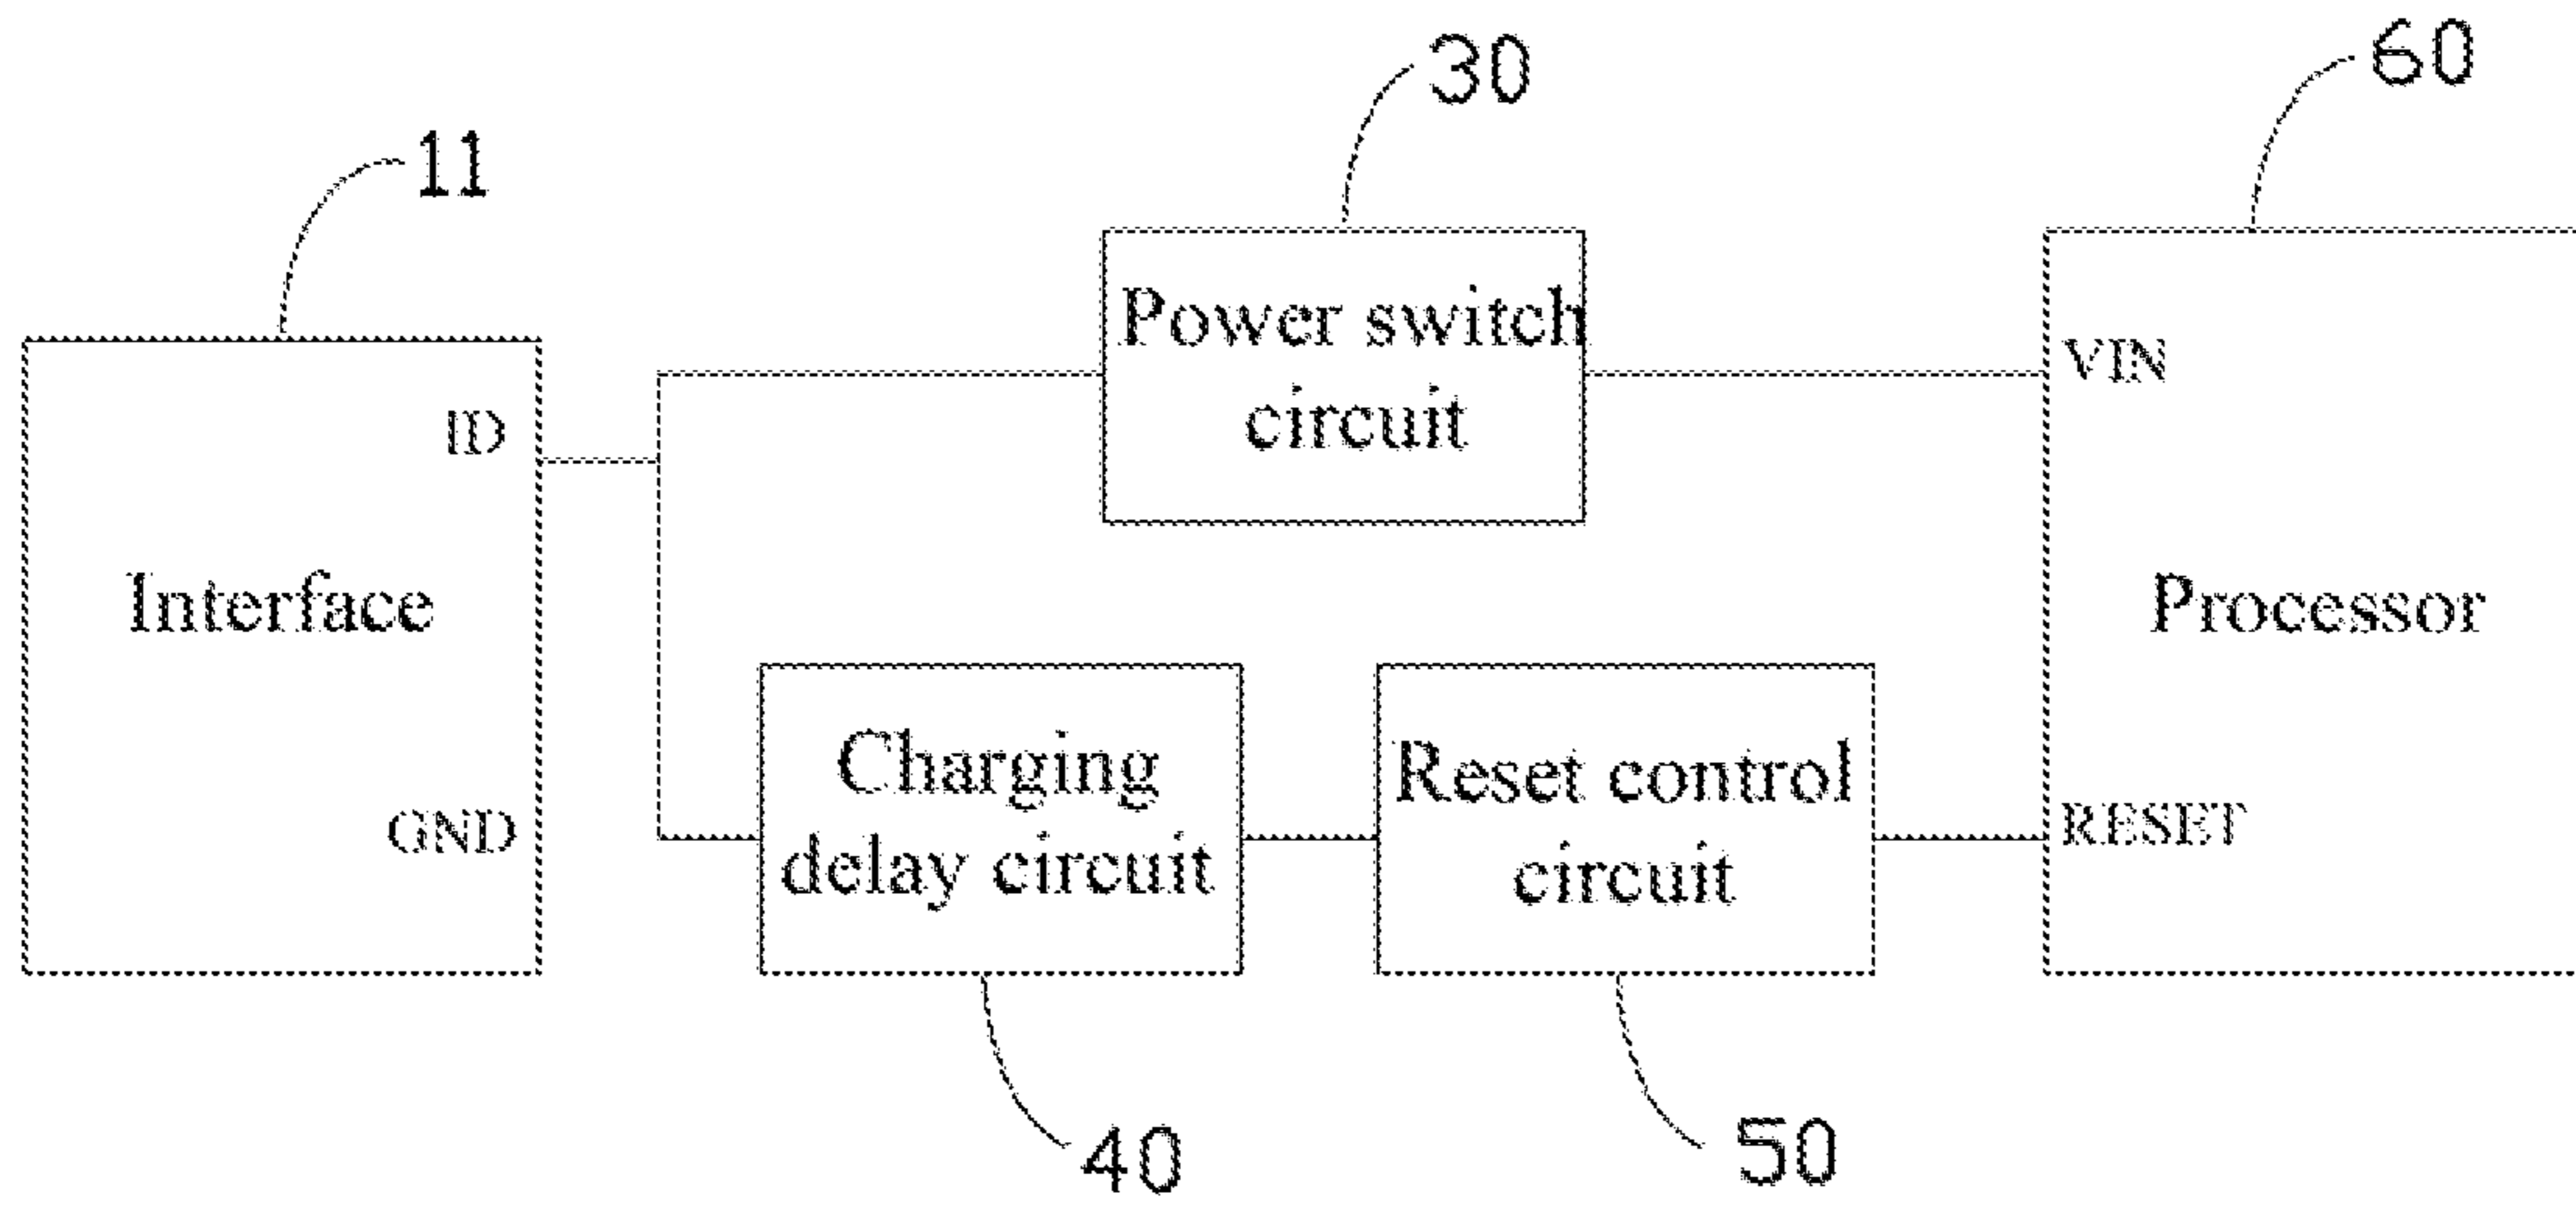 30
60
11
Power switch
circuit
VIN
ID
Interface
Processor
Charging
delay circuit
Reset control
circuit
GND
RESET
40
50